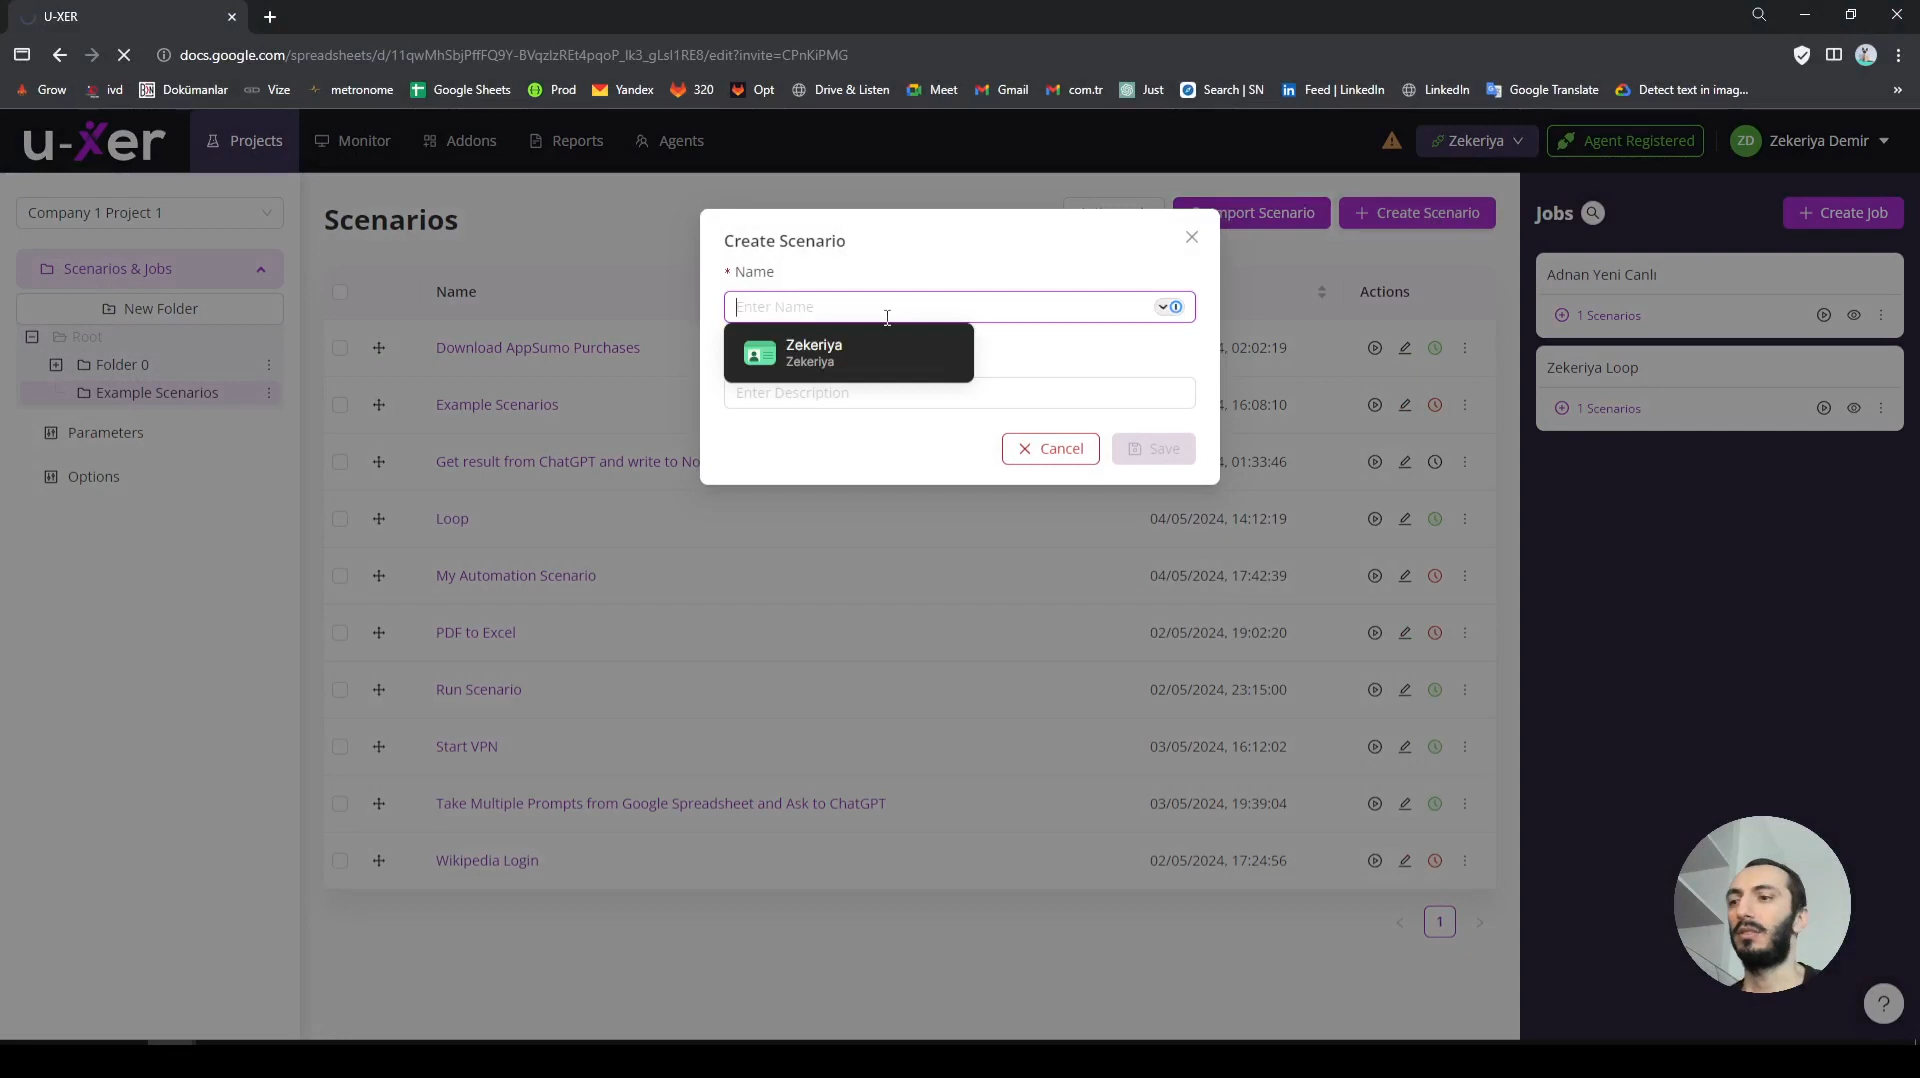 U-XER
docs.google.com/spreadsheets/d/11qwMhSbjPffFQ9Y-BVqzIzREt4pqoP_Ik3_gLsI1RE8/edit?invite=CPnKiPMG
Grow ivd Dokümanlar Vize metronome Google Sheets Prod Yandex 320 Opt Drive & Listen Meet Gmail com.tr Just Search | SN Feed | LinkedIn LinkedIn Google Translate Detect text in imag...
u-xer Projects Monitor Addons Reports Agents Zekeriya Agent Registered ZD Zekeriya Demir
Company 1 Project 1
Scenarios & Jobs
New Folder
Root
Folder 0
Example Scenarios
Parameters
Options
Scenarios
Import Scenario
Create Scenario
Name
Actions
Download AppSumo Purchases 4, 02:02:19
Example Scenarios 4, 16:08:10
Get result from ChatGPT and write to No 4, 01:33:46
Loop 04/05/2024, 14:12:19
My Automation Scenario 04/05/2024, 17:42:39
PDF to Excel 02/05/2024, 19:02:20
Run Scenario 02/05/2024, 23:15:00
Start VPN 03/05/2024, 16:12:02
Take Multiple Prompts from Google Spreadsheet and Ask to ChatGPT 03/05/2024, 19:39:04
Wikipedia Login 02/05/2024, 17:24:56
1
Create Scenario
* Name
Enter Name
Zekeriya
Zekeriya
Enter Description
Cancel
Save
Jobs
Create Job
Adnan Yeni Canlı
1 Scenarios
Zekeriya Loop
1 Scenarios
?